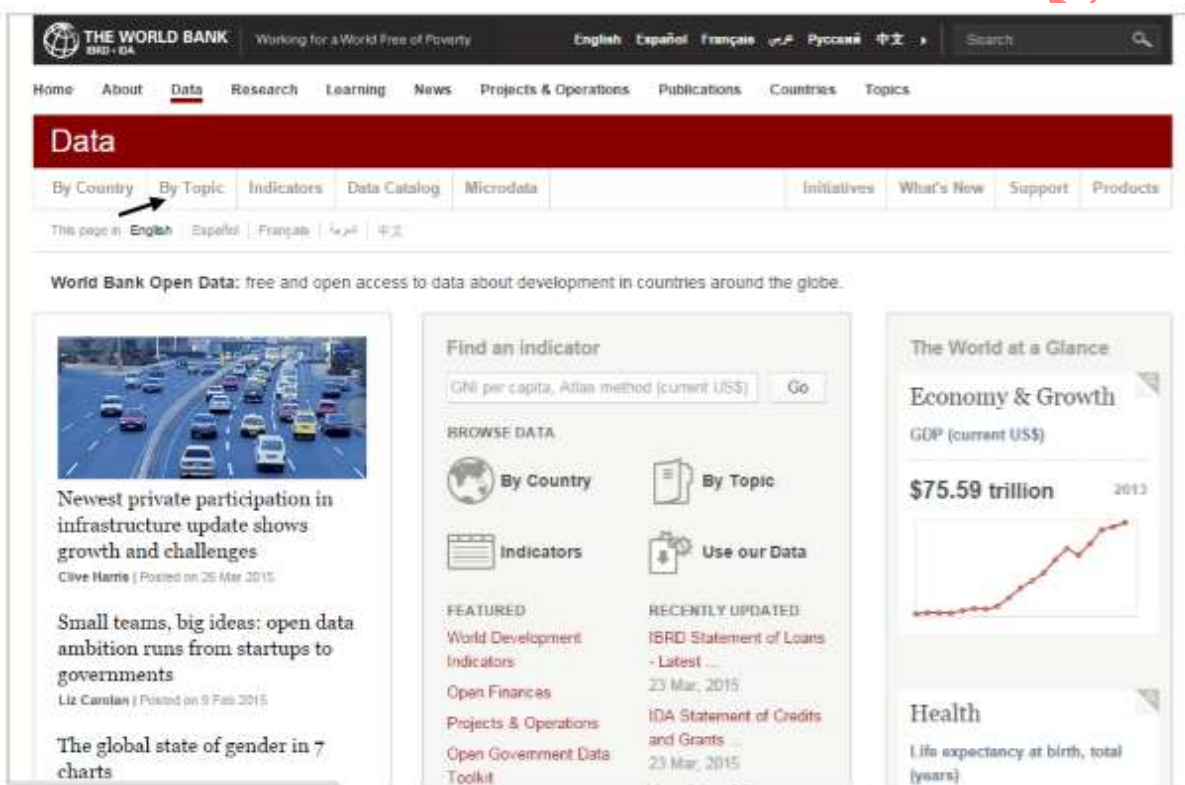 THE WORLD BANK
IBRD · IDA
Working for a World Free of Poverty
English Español Français عربي Русский 中文
Search
Home About Data Research Learning News Projects & Operations Publications Countries Topics
Data
By Country By Topic Indicators Data Catalog Microdata Initiatives What's New Support Products
This page in English Español Français العربية 中文
World Bank Open Data: free and open access to data about development in countries around the globe.
Newest private participation in
infrastructure update shows
growth and challenges
Clive Harris | Posted on 26 Mar 2015
Small teams, big ideas: open data
ambition runs from startups to
governments
Liz Carolan | Posted on 9 Feb 2015
The global state of gender in 7
charts
Find an indicator
GNI per capita, Atlas method (current US$) Go
BROWSE DATA
By Country By Topic
Indicators Use our Data
FEATURED
World Development
Indicators
Open Finances
Projects & Operations
Open Government Data
Toolkit
RECENTLY UPDATED
IBRD Statement of Loans
- Latest ...
23 Mar, 2015
IDA Statement of Credits
and Grants ...
23 Mar, 2015
The World at a Glance
Economy & Growth
GDP (current US$)
$75.59 trillion 2013
Health
Life expectancy at birth, total
(years)